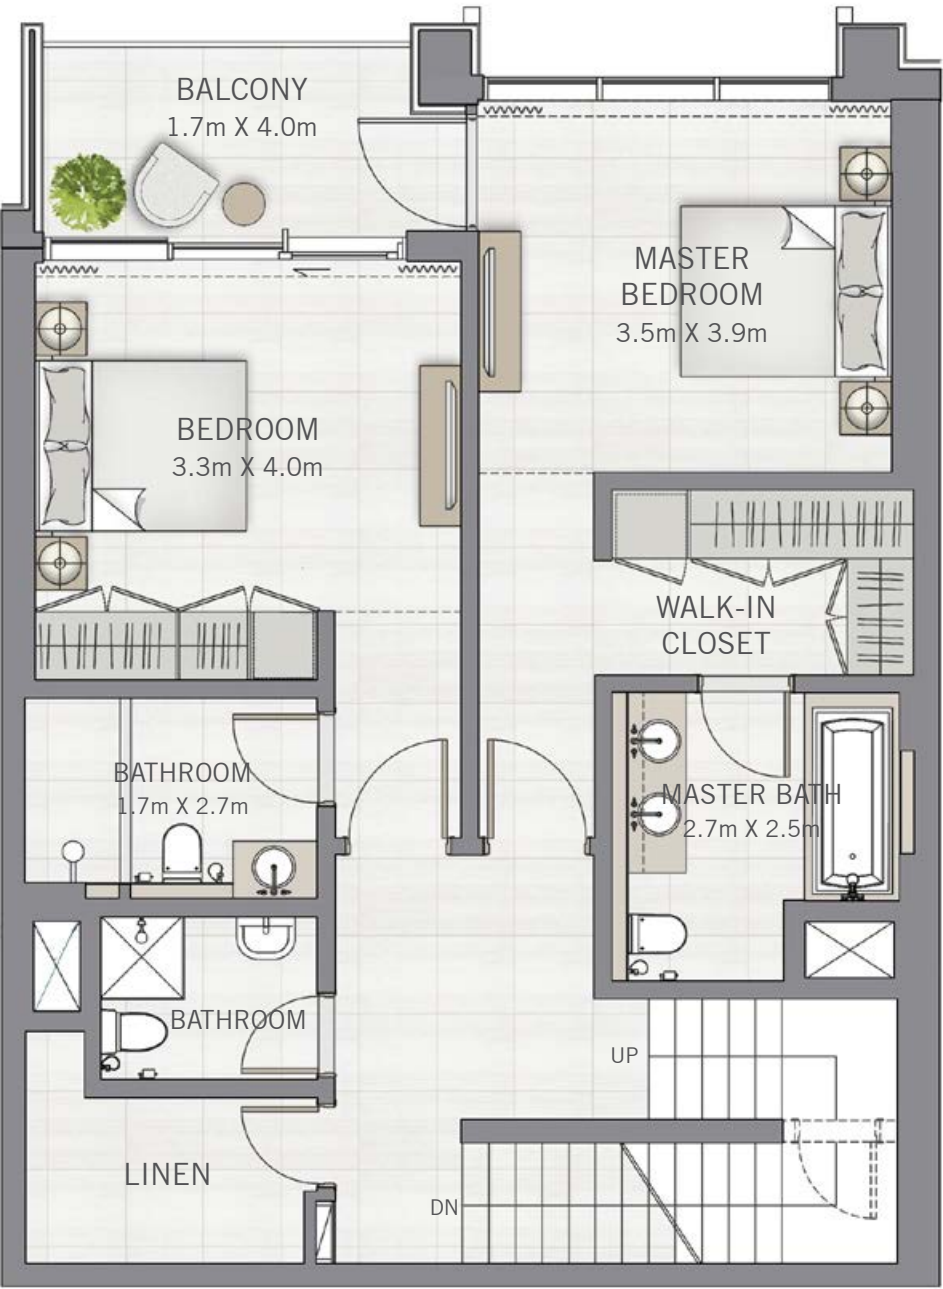 BALCONY
1.7m X 4.0m
MASTER
BEDROOM
3.5m X 3.9m
BEDROOM
3.3m X 4.0m
WALK-IN
CLOSET
BATHROOM
1.7m X 2.7m
MASTER BATH
2.7m X 2.5m
BATHROOM
UP
LINEN
DN